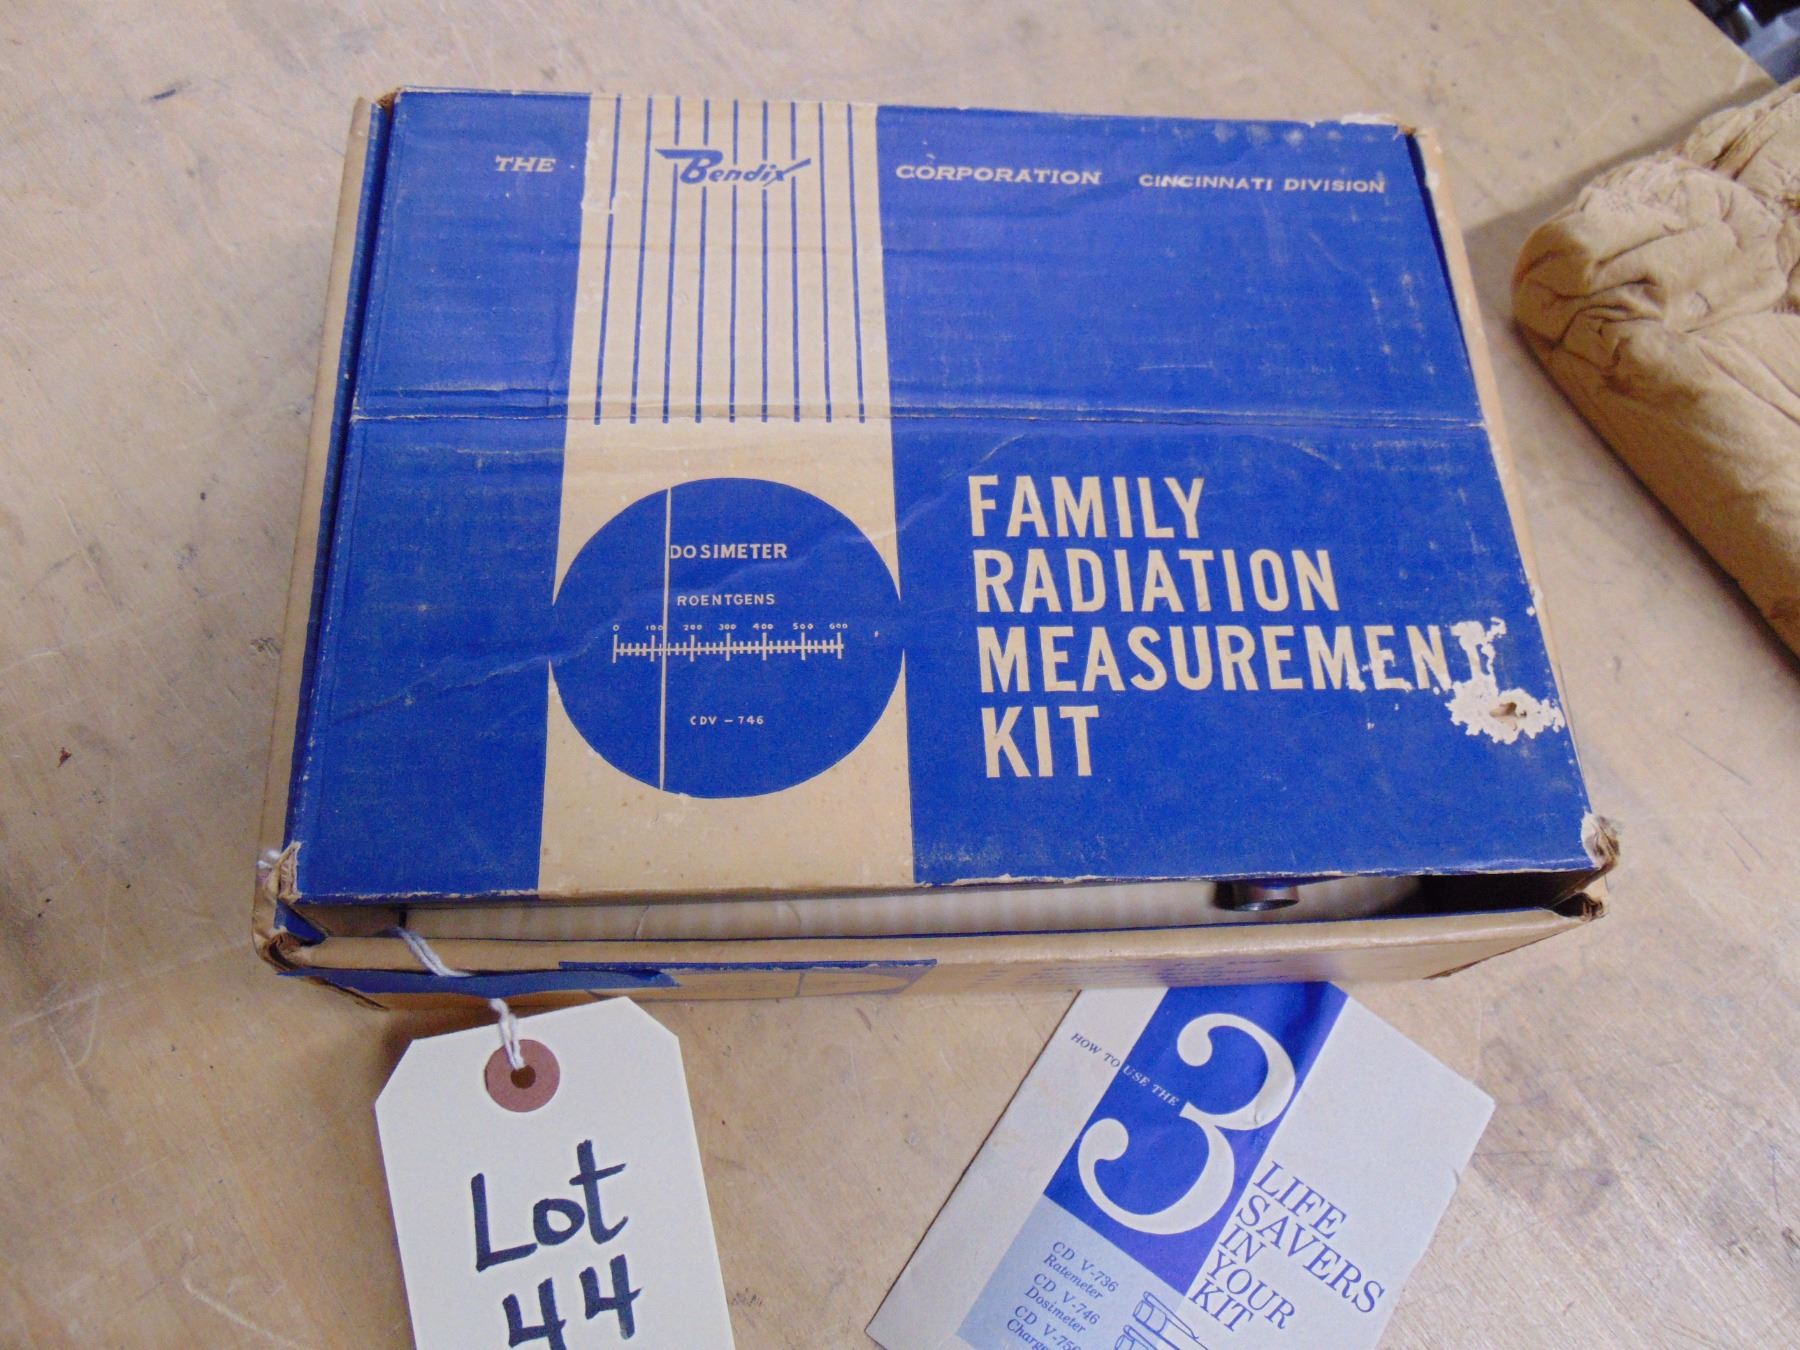 THE Bendix CORPORATION CINCINNATI DIVISION
DOSIMETER
ROENTGENS
0 100 200 300 400 500 600
CDV - 746
FAMILY
RADIATION
MEASUREMENT
KIT
Lot
44
HOW TO USE THE
3
LIFE
SAVERS
IN
YOUR
KIT
CD V-736
Ratemeter
CD V-746
Dosimeter
CD